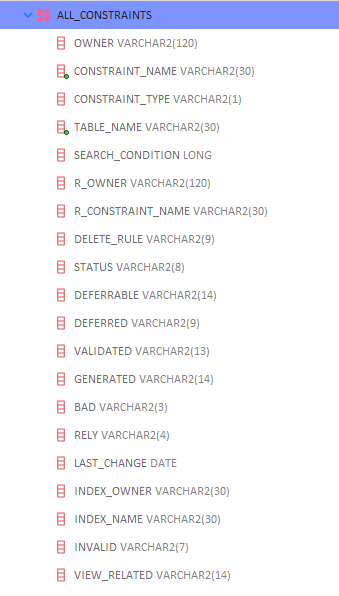 ALL_CONSTRAINTS
OWNER VARCHAR2(120)
CONSTRAINT_NAME VARCHAR2(30)
CONSTRAINT_TYPE VARCHAR2(1)
TABLE_NAME VARCHAR2(30)
SEARCH_CONDITION LONG
R_OWNER VARCHAR2(120)
R_CONSTRAINT_NAME VARCHAR2(30)
DELETE_RULE VARCHAR2(9)
STATUS VARCHAR2(8)
DEFERRABLE VARCHAR2(14)
DEFERRED VARCHAR2(9)
VALIDATED VARCHAR2(13)
GENERATED VARCHAR2(14)
BAD VARCHAR2(3)
RELY VARCHAR2(4)
LAST_CHANGE DATE
INDEX_OWNER VARCHAR2(30)
INDEX_NAME VARCHAR2(30)
INVALID VARCHAR2(7)
VIEW_RELATED VARCHAR2(14)